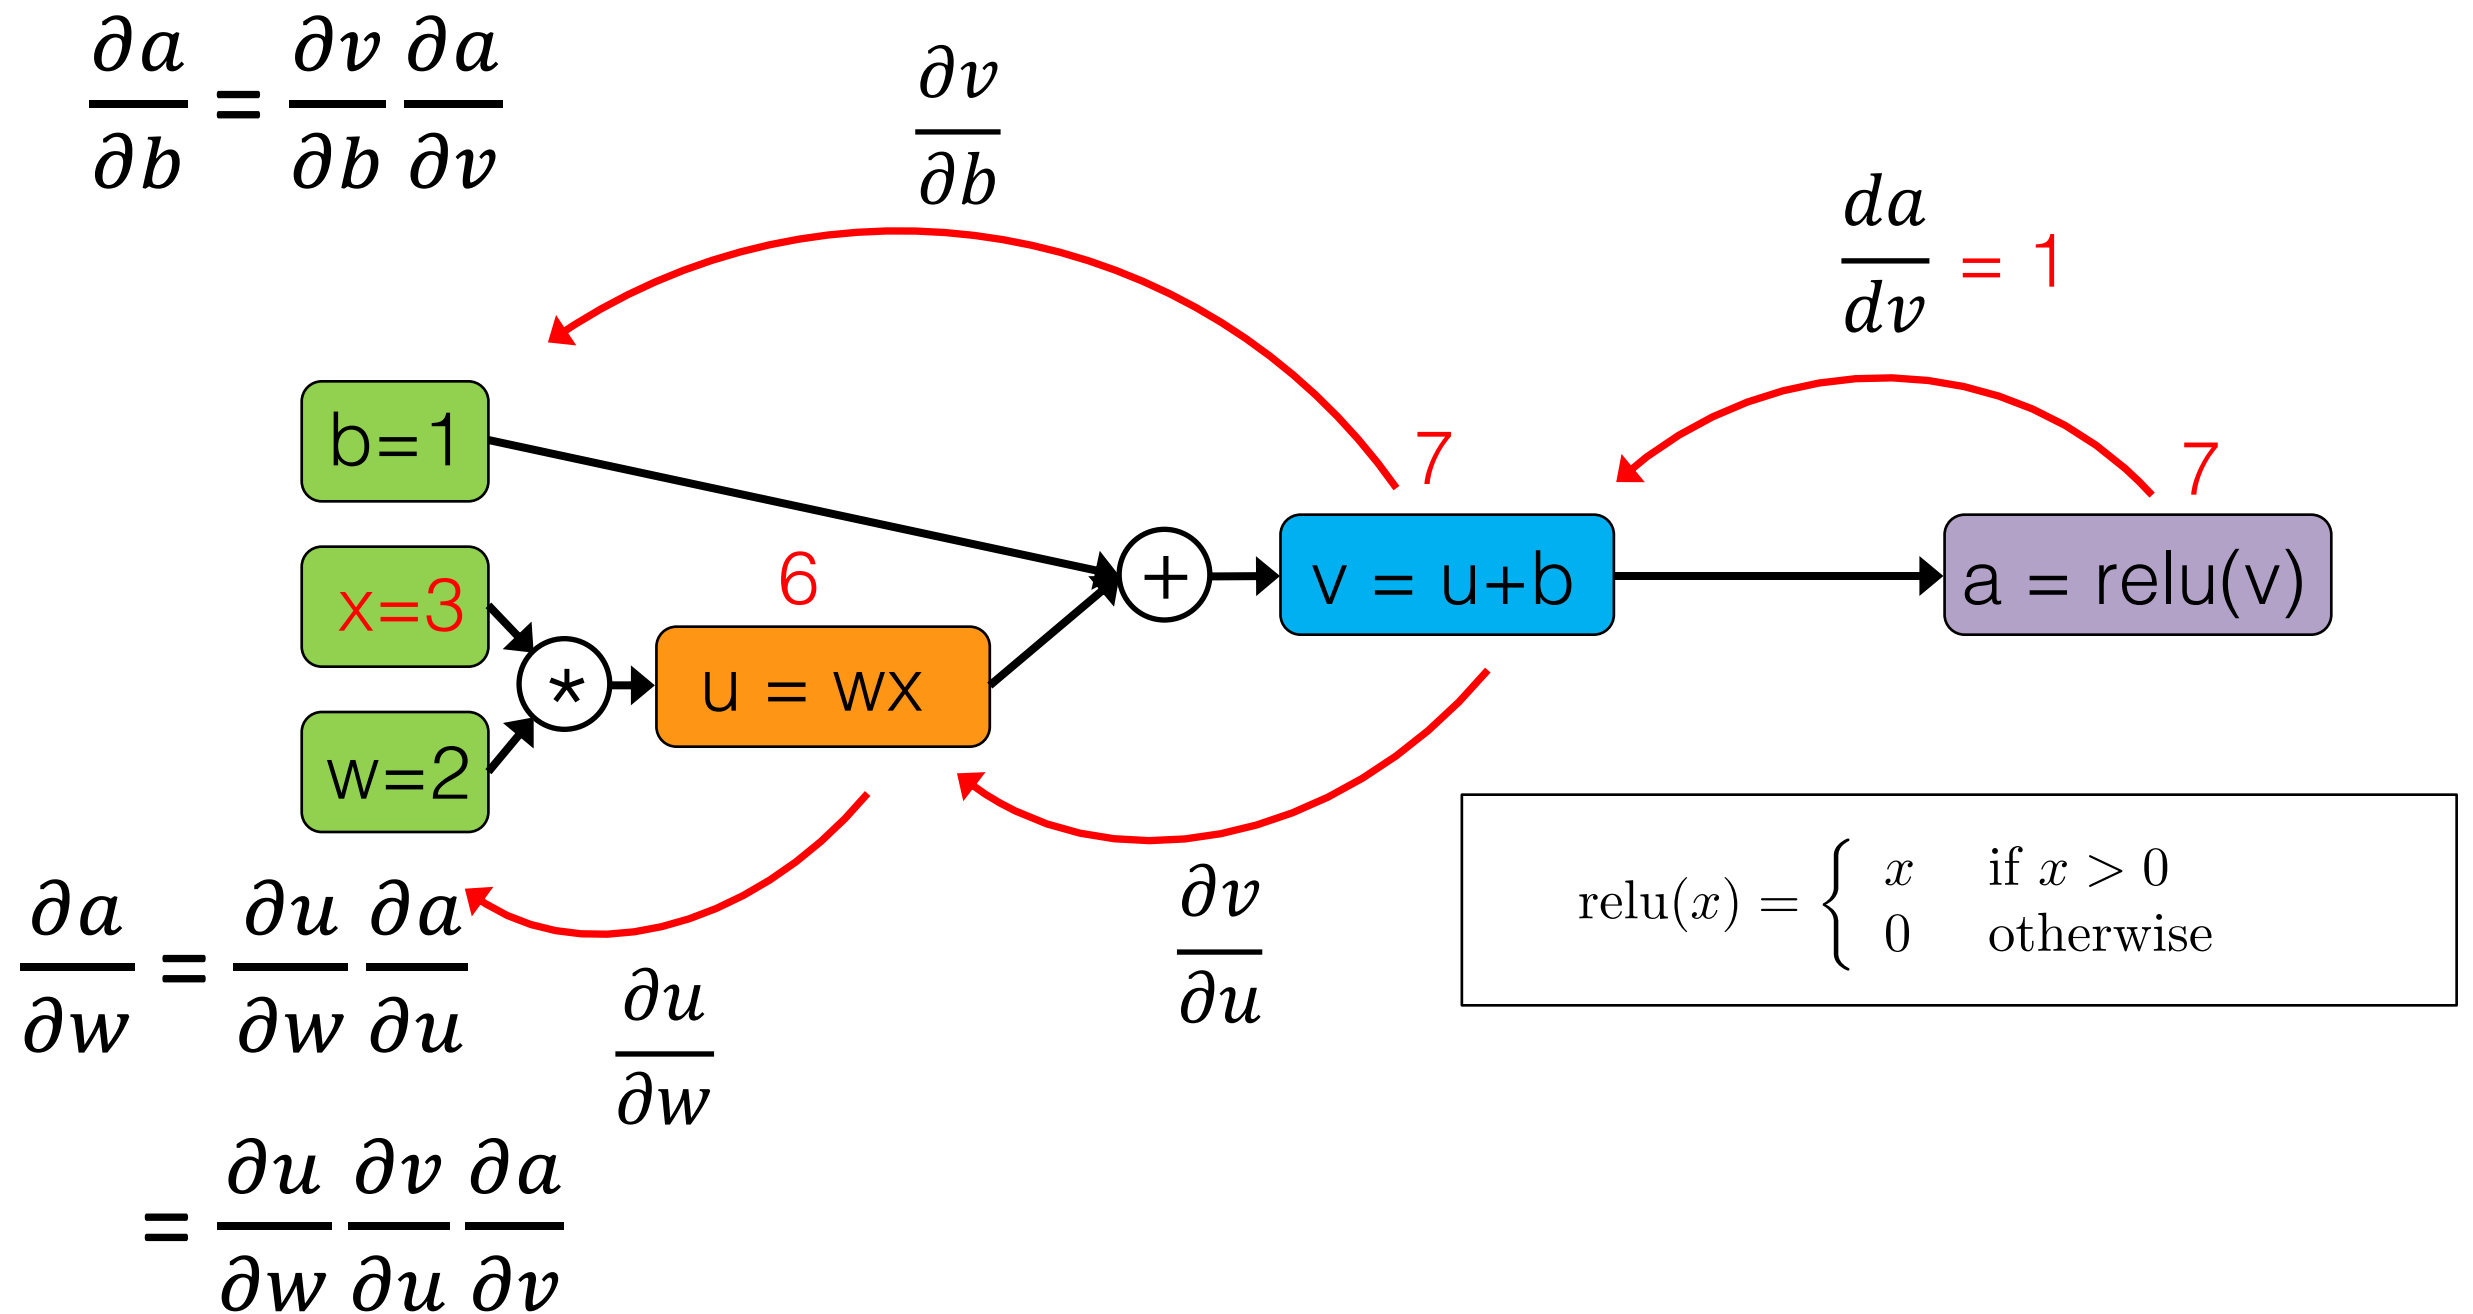 ∂a/∂b = ∂v/∂b ∂a/∂v
∂v/∂b
da/dv = 1
b=1
7
7
x=3
6
+
v = u+b
a = relu(v)
*
u = wx
w=2
relu(x) = { x if x > 0
0 otherwise
∂v/∂u
∂a/∂w = ∂u/∂w ∂a/∂u
∂u/∂w
= ∂u/∂w ∂v/∂u ∂a/∂v